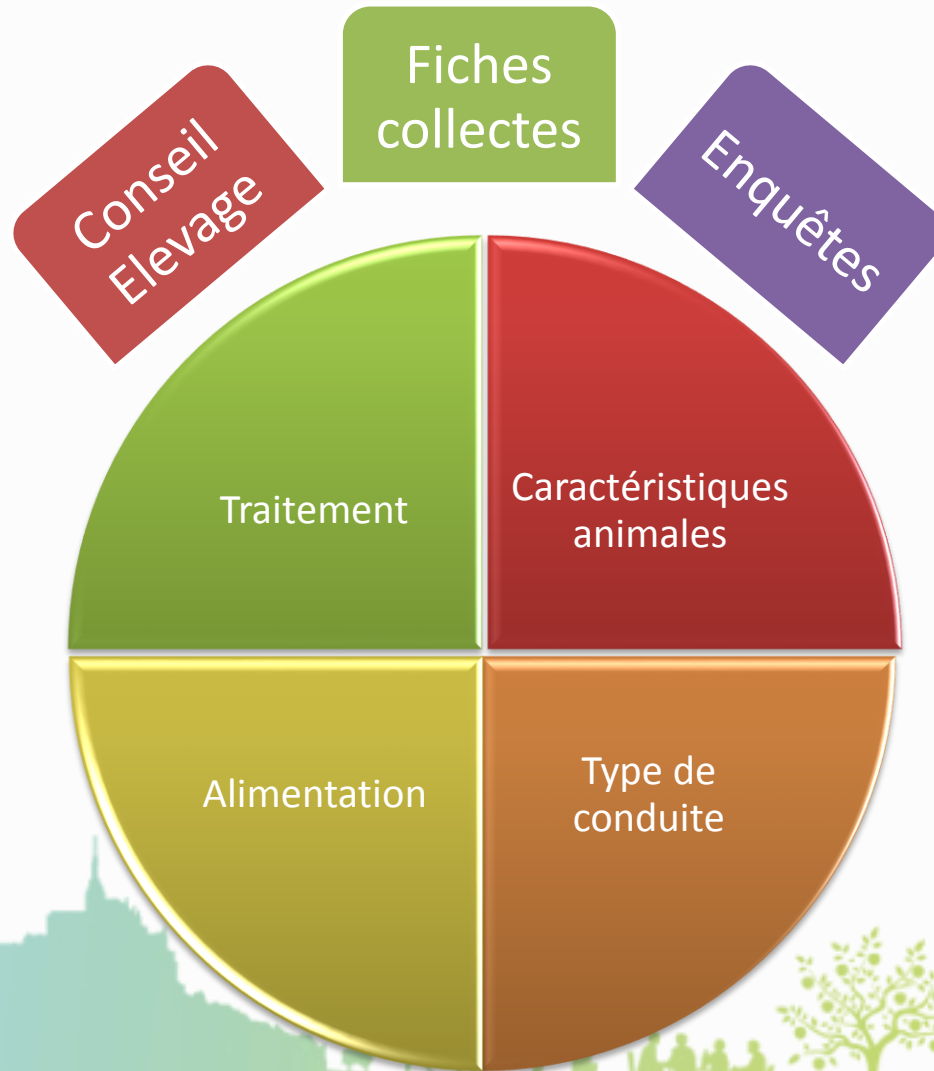 Fiches
collectes
Conseil
Elevage
Enquêtes
Traitement
Caractéristiques
animales
Alimentation
Type de
conduite